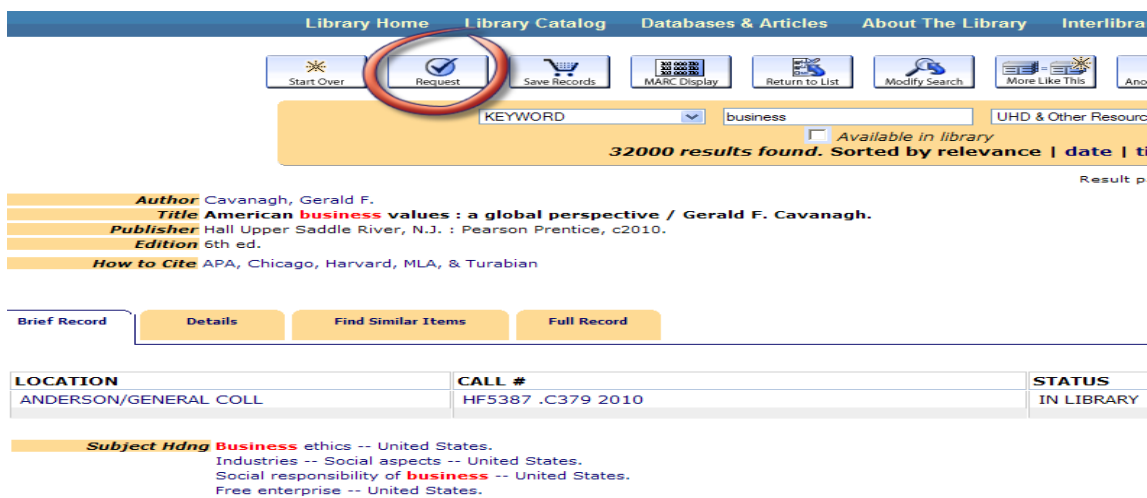 Library Home Library Catalog Databases & Articles About The Library Interlibra
Start Over Request Save Records MARC Display Return to List Modify Search More Like This Ano
KEYWORD business UHD & Other Resourc
Available in library
32000 results found. Sorted by relevance | date | ti
Result p
Author Cavanagh, Gerald F.
Title American business values : a global perspective / Gerald F. Cavanagh.
Publisher Hall Upper Saddle River, N.J. : Pearson Prentice, c2010.
Edition 6th ed.
How to Cite APA, Chicago, Harvard, MLA, & Turabian
Brief Record Details Find Similar Items Full Record
LOCATION CALL # STATUS
ANDERSON/GENERAL COLL HF5387 .C379 2010 IN LIBRARY
Subject Hdng Business ethics -- United States.
Industries -- Social aspects -- United States.
Social responsibility of business -- United States.
Free enterprise -- United States.